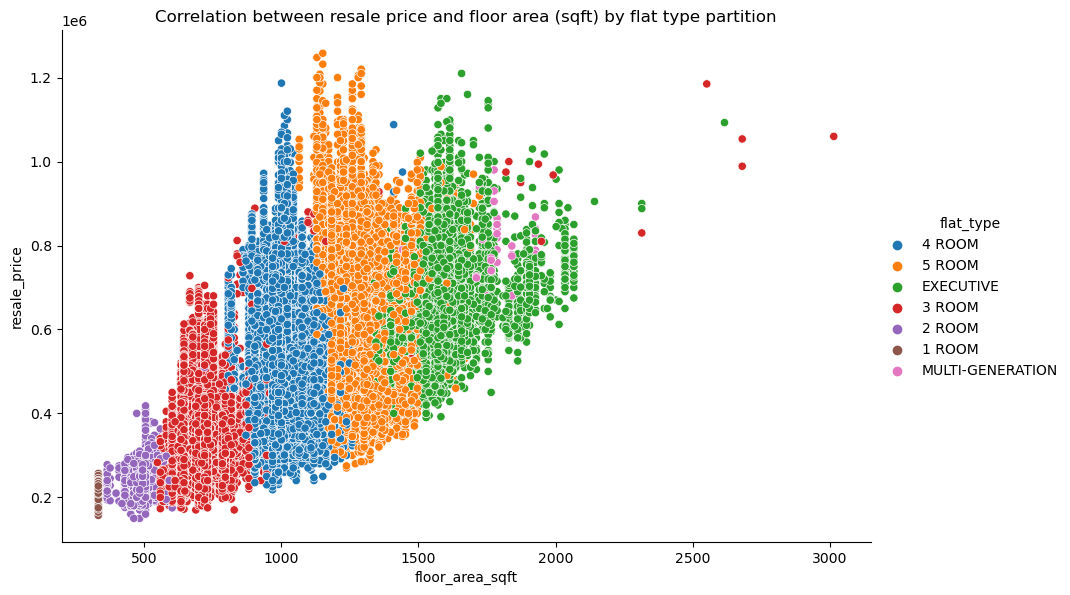 Correlation between resale price and floor area (sqft) by flat type partition
1e6
1.2
1.0
0.8
0.6
0.4
0.2
resale_price
500
1000
1500
2000
2500
3000
floor_area_sqft
flat_type
4 ROOM
5 ROOM
EXECUTIVE
3 ROOM
2 ROOM
1 ROOM
MULTI-GENERATION